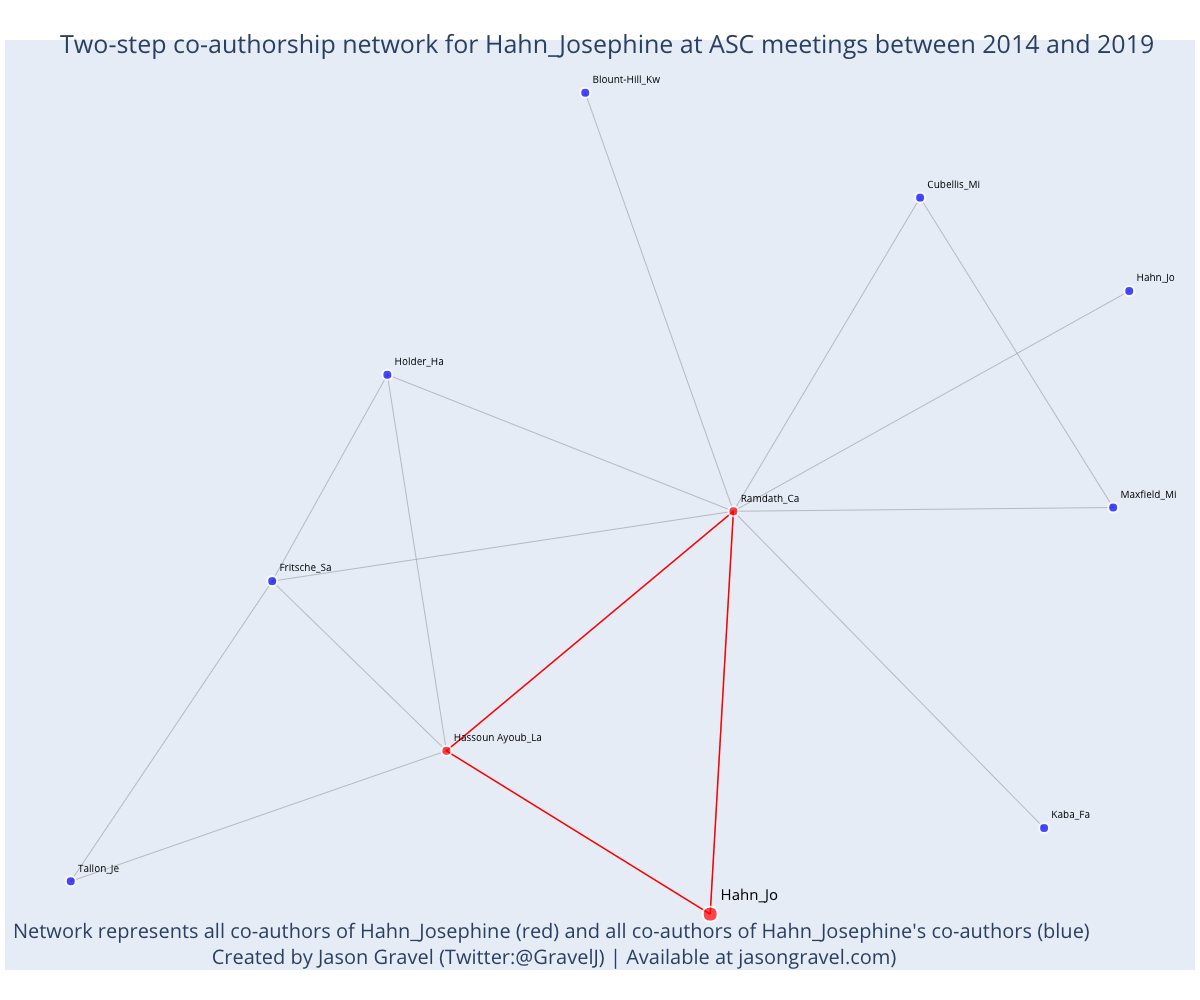 Two-step co-authorship network for Hahn_Josephine at ASC meetings between 2014 and 2019
Blount-Hill_Kw
Cubellis_Mi
Hahn_Jo
Holder_Ha
Ramdath_Ca
Maxfield_Mi
Fritsche_Sa
Hassoun Ayoub_La
Kaba_Fa
Tallon_Je
Hahn_Jo
Network represents all co-authors of Hahn_Josephine (red) and all co-authors of Hahn_Josephine's co-authors (blue)
Created by Jason Gravel (Twitter:@GravelJ) | Available at jasongravel.com)